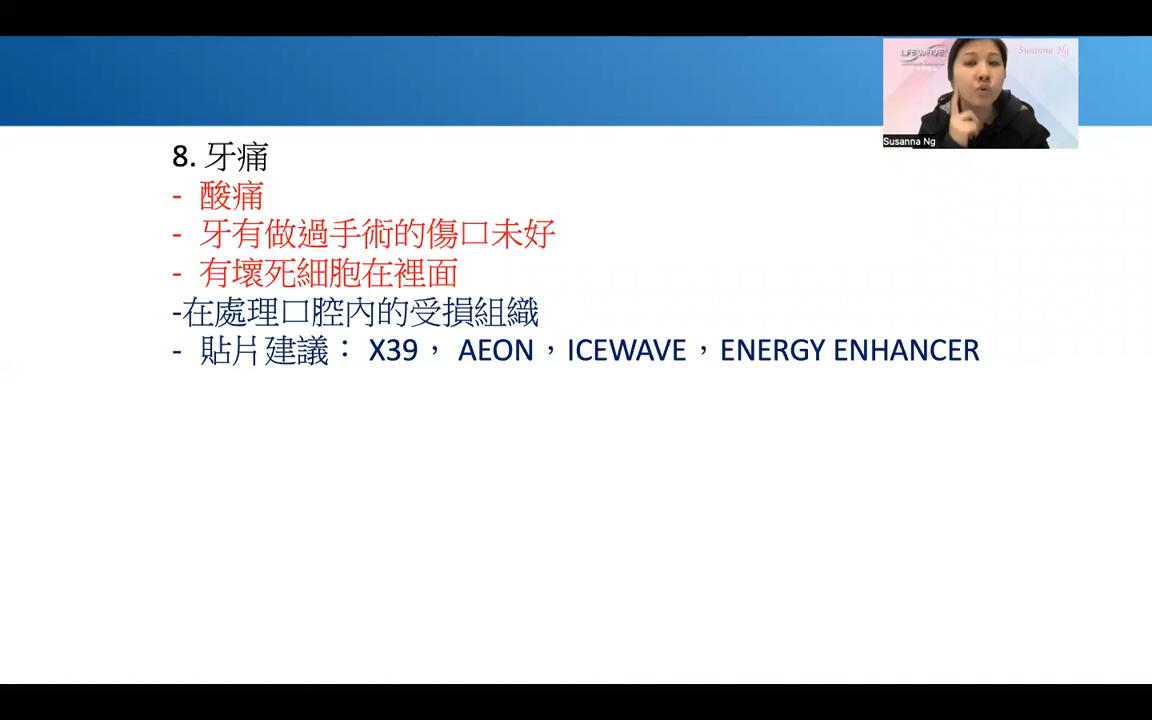 LIFEWAVE
Susanna Ng
Susanna Ng
8. 牙痛
- 酸痛
- 牙有做過手術的傷口未好
- 有壞死細胞在裡面
-在處理口腔內的受損組織
- 貼片建議： X39， AEON，ICEWAVE，ENERGY ENHANCER